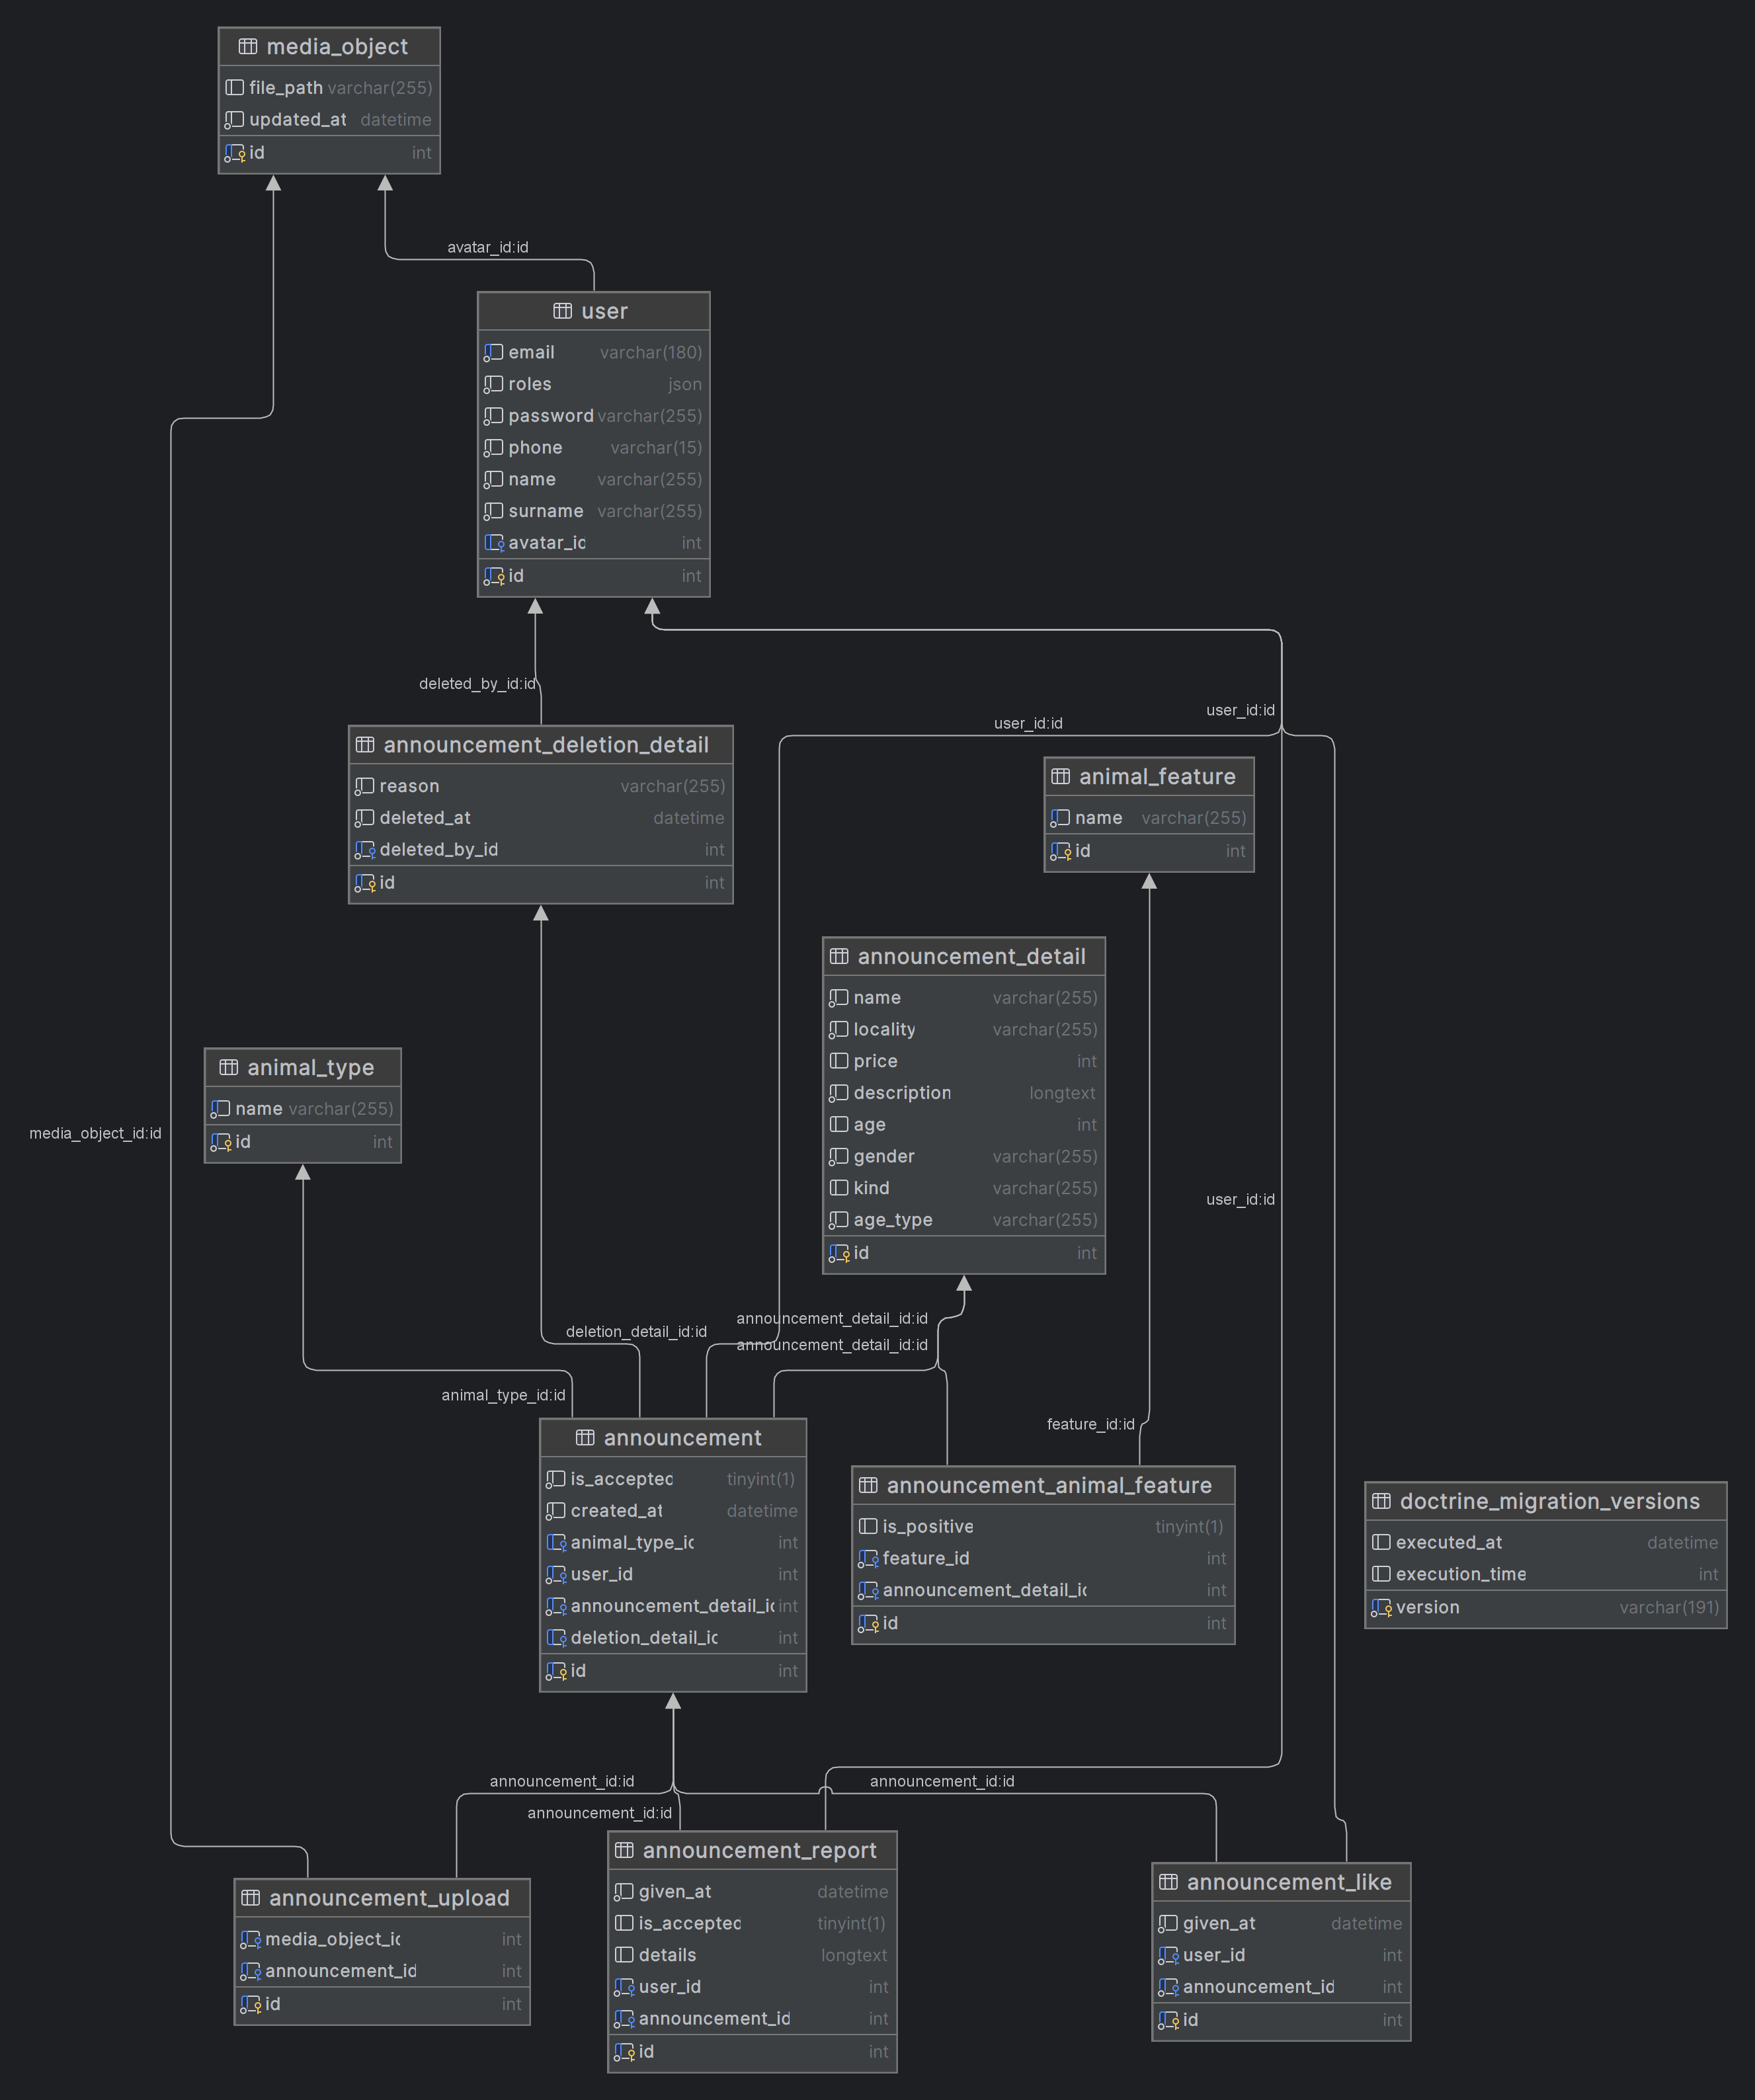 media_object
file_path varchar(255)
updated_at datetime
id int
avatar_id:id
user
email varchar(180)
roles json
password varchar(255)
phone varchar(15)
name varchar(255)
surname varchar(255)
avatar_id int
id int
deleted_by_id:id
user_id:id
user_id:id
announcement_deletion_detail
reason varchar(255)
deleted_at datetime
deleted_by_id int
id int
animal_feature
name varchar(255)
id int
announcement_detail
name varchar(255)
locality varchar(255)
price int
description longtext
age int
gender varchar(255)
kind varchar(255)
age_type varchar(255)
id int
animal_type
name varchar(255)
id int
media_object_id:id
user_id:id
announcement_detail_id:id
deletion_detail_id:id
announcement_detail_id:id
animal_type_id:id
feature_id:id
announcement
is_accepted tinyint(1)
created_at datetime
animal_type_id int
user_id int
announcement_detail_id int
deletion_detail_id int
id int
announcement_animal_feature
is_positive tinyint(1)
feature_id int
announcement_detail_id int
id int
doctrine_migration_versions
executed_at datetime
execution_time int
version varchar(191)
announcement_id:id
announcement_id:id
announcement_id:id
announcement_upload
media_object_id int
announcement_id int
id int
announcement_report
given_at datetime
is_accepted tinyint(1)
details longtext
user_id int
announcement_id int
id int
announcement_like
given_at datetime
user_id int
announcement_id int
id int